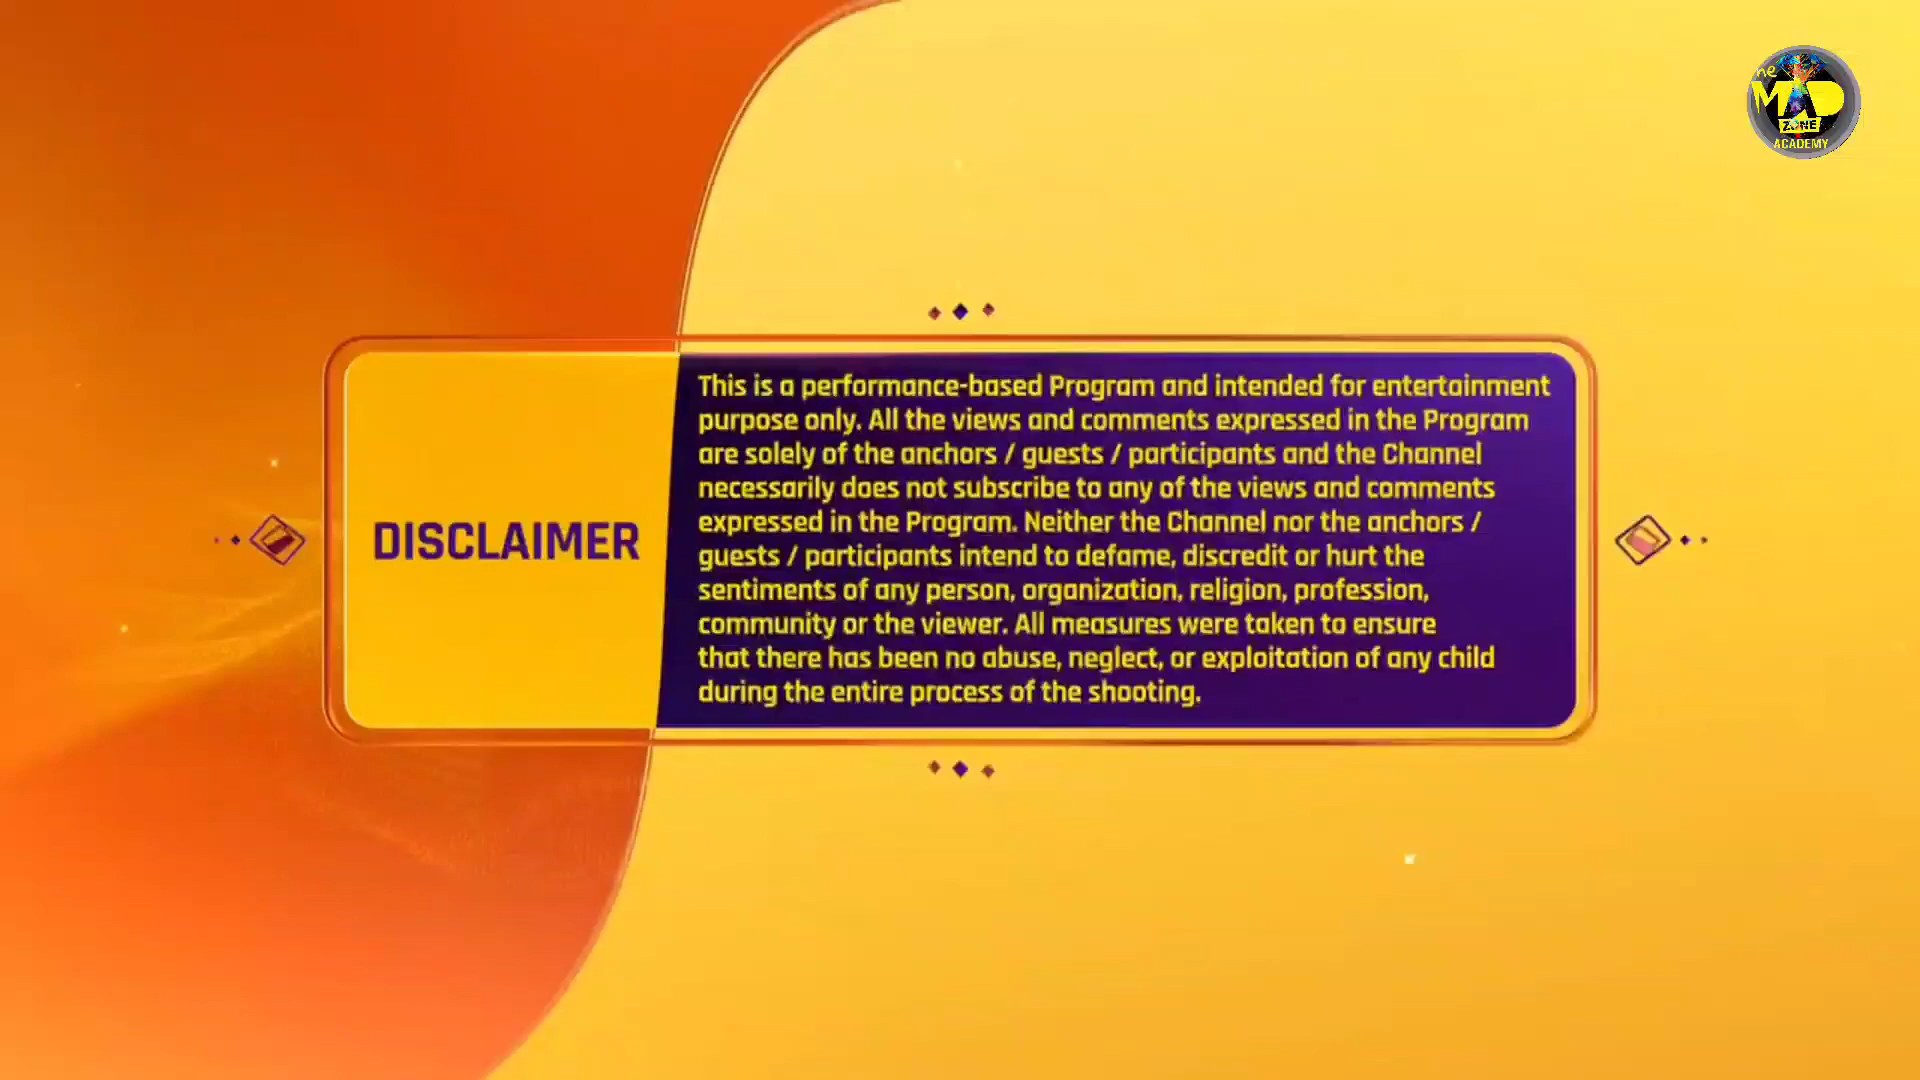 The
MAD
ZONE
ACADEMY
DISCLAIMER
This is a performance-based Program and intended for entertainment
purpose only. All the views and comments expressed in the Program
are solely of the anchors / guests / participants and the Channel
necessarily does not subscribe to any of the views and comments
expressed in the Program. Neither the Channel nor the anchors /
guests / participants intend to defame, discredit or hurt the
sentiments of any person, organization, religion, profession,
community or the viewer. All measures were taken to ensure
that there has been no abuse, neglect, or exploitation of any child
during the entire process of the shooting.